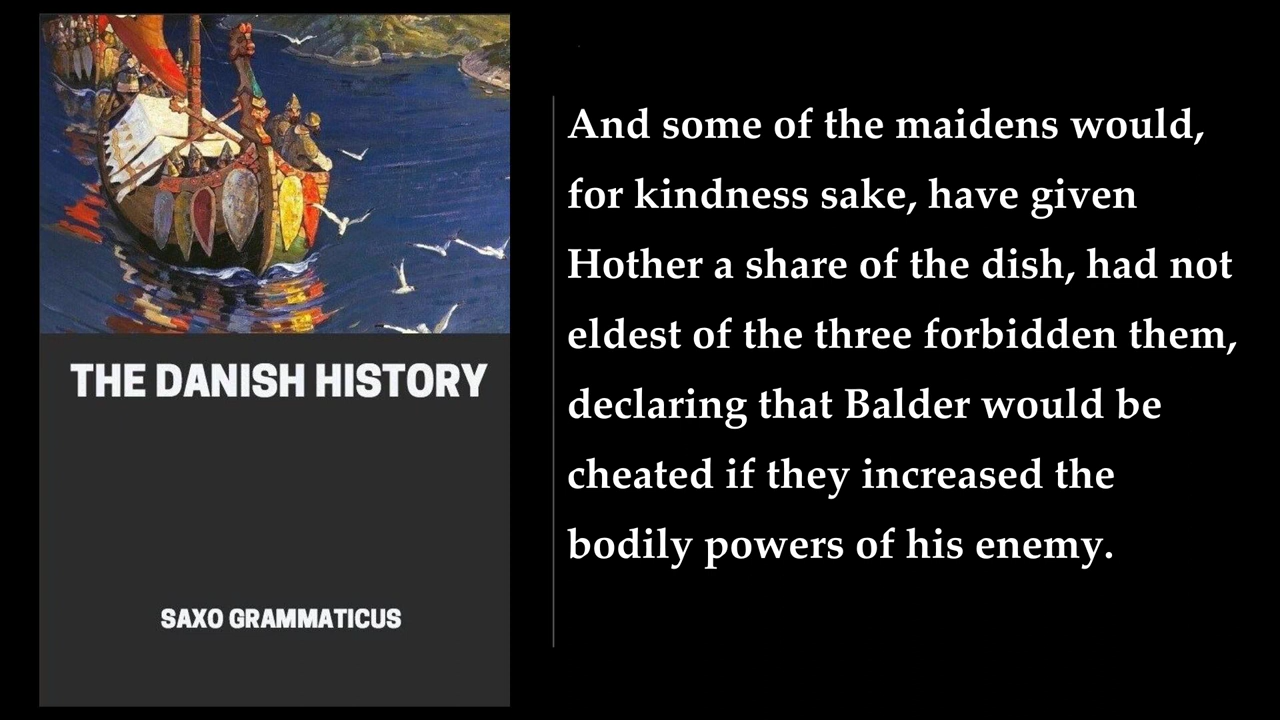 THE DANISH HISTORY
SAXO GRAMMATICUS
And some of the maidens would,
for kindness sake, have given
Hother a share of the dish, had not
eldest of the three forbidden them,
declaring that Balder would be
cheated if they increased the
bodily powers of his enemy.